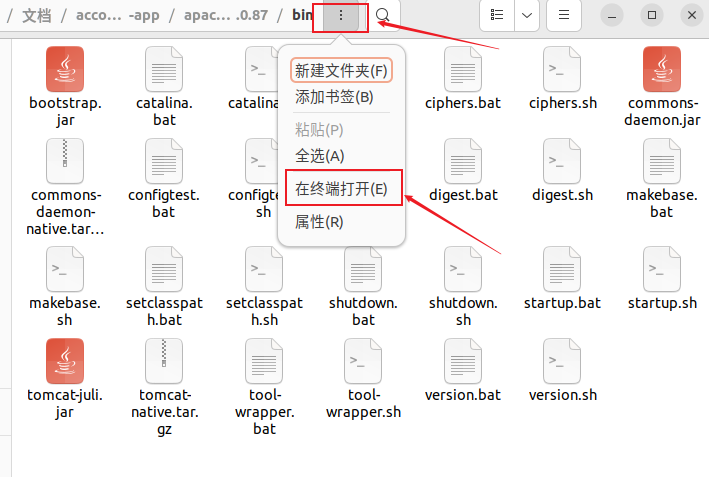 / 文档 / acco… -app / apac… .0.87 / bin
新建文件夹(F)
添加书签(B)
粘贴(P)
全选(A)
在终端打开(E)
属性(R)
bootstrap.
jar
catalina.
bat
catalina.
ciphers.bat
ciphers.sh
commons-
daemon.jar
commons-
daemon-
native.tar…
configtest.
bat
configtest.
sh
digest.bat
digest.sh
makebase.
bat
makebase.
sh
setclasspat
h.bat
setclasspat
h.sh
shutdown.
bat
shutdown.
sh
startup.bat
startup.sh
tomcat-juli.
jar
tomcat-
native.tar.
gz
tool-
wrapper.
bat
tool-
wrapper.sh
version.bat
version.sh